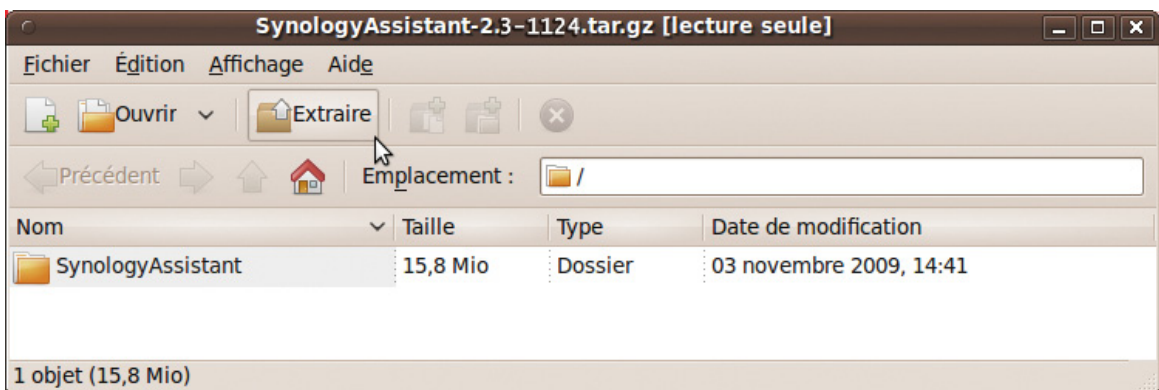 SynologyAssistant-2.3-1124.tar.gz [lecture seule]
Fichier Édition Affichage Aide
Ouvrir Extraire
Précédent Emplacement : /
Nom Taille Type Date de modification
SynologyAssistant 15,8 Mio Dossier 03 novembre 2009, 14:41
1 objet (15,8 Mio)